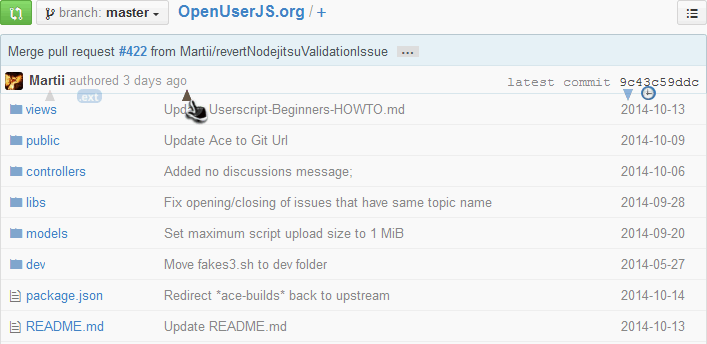 branch: master OpenUserJS.org / +
Merge pull request #422 from Martii/revertNodejitsuValidationIssue ...
Martii authored 3 days ago latest commit 9c43c59ddc
.ext
views Update Userscript-Beginners-HOWTO.md 2014-10-13
public Update Ace to Git Url 2014-10-09
controllers Added no discussions message; 2014-10-06
libs Fix opening/closing of issues that have same topic name 2014-09-28
models Set maximum script upload size to 1 MiB 2014-09-20
dev Move fakes3.sh to dev folder 2014-05-27
package.json Redirect *ace-builds* back to upstream 2014-10-14
README.md Update README.md 2014-10-13